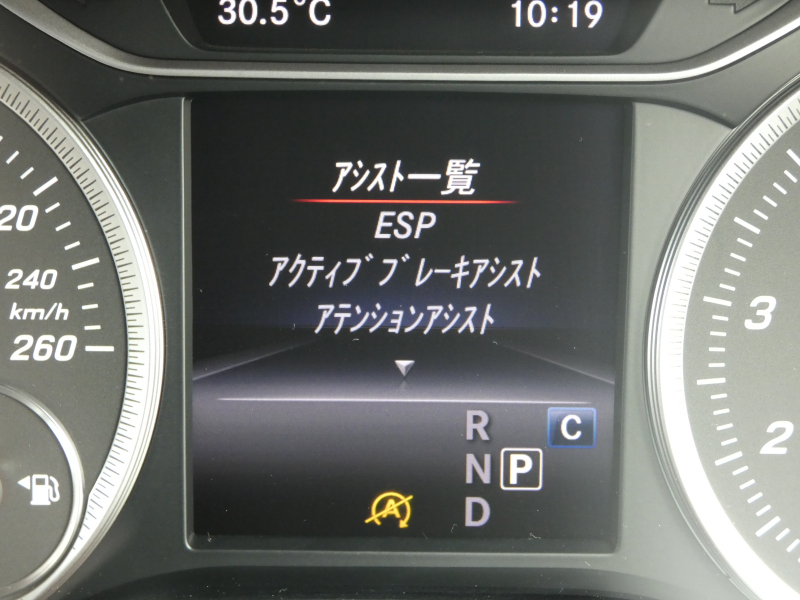 30.5°C 10:19
アシスト一覧
ESP
アクティブブレーキアシスト
アテンションアシスト
20
240
km/h
260
R C
N P
A D
3
2